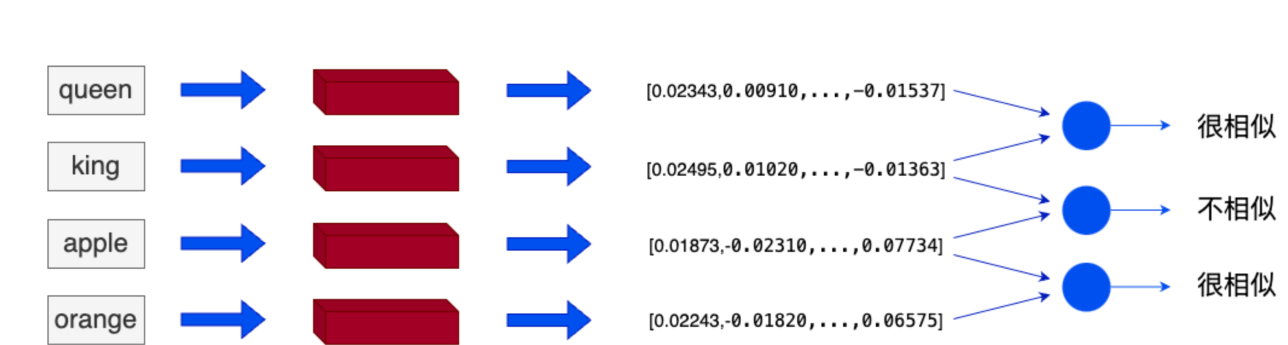 queen
[0.02343,0.00910,...,-0.01537]
很相似
king
[0.02495,0.01020,...,-0.01363]
不相似
apple
[0.01873,-0.02310,...,0.07734]
很相似
orange
[0.02243,-0.01820,...,0.06575]